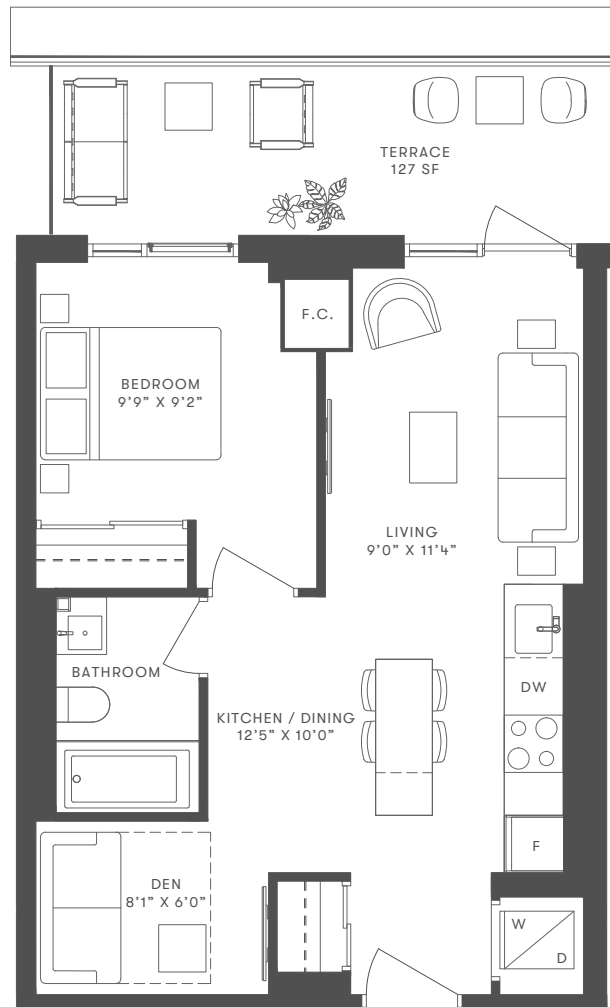 TERRACE
127 SF
F.C.
BEDROOM
9’9” X 9’2”
LIVING
9’0” X 11’4”
BATHROOM
DW
KITCHEN / DINING
12’5” X 10’0”
F
DEN
8’1” X 6’0”
W
D